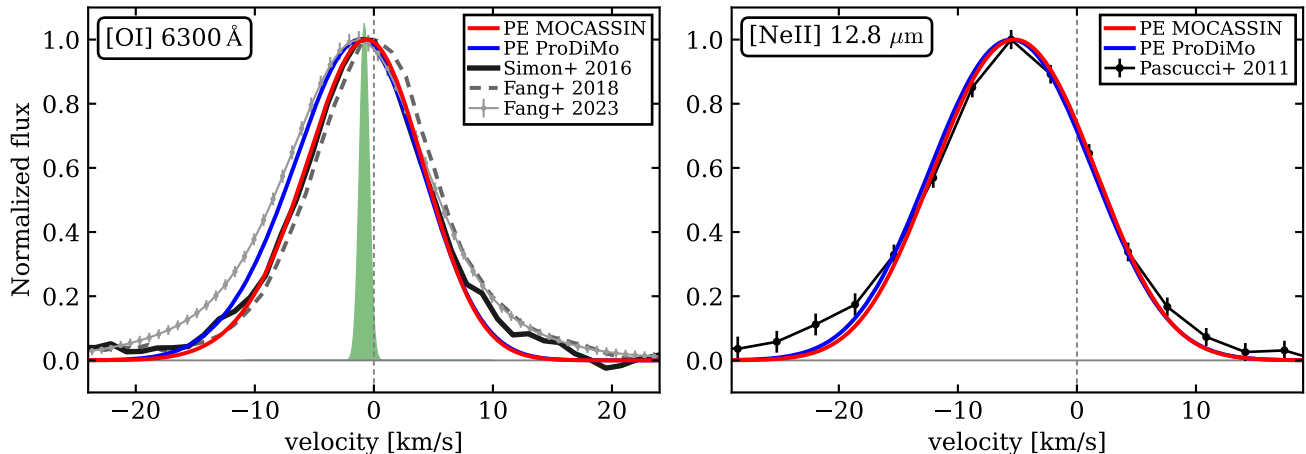 [OI] 6300 Å
PE MOCASSIN
PE ProDiMo
Simon+ 2016
Fang+ 2018
Fang+ 2023
Normalized flux
1.0
0.8
0.6
0.4
0.2
0.0
−20 −10 0 10 20
velocity [km/s]
[NeII] 12.8 μm
PE MOCASSIN
PE ProDiMo
Pascucci+ 2011
1.0
0.8
0.6
0.4
0.2
0.0
−20 −10 0 10
velocity [km/s]